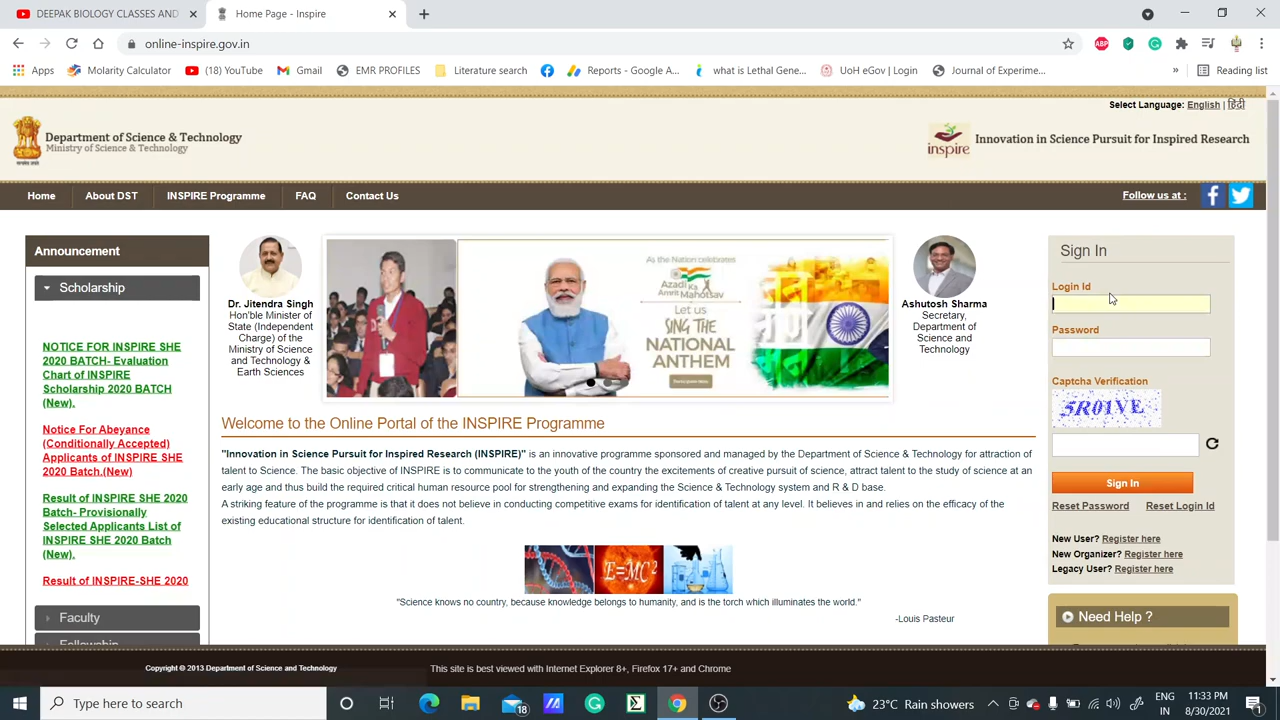 DEEPAK BIOLOGY CLASSES AND
Home Page - Inspire
online-inspire.gov.in
Apps
Molarity Calculator
(18) YouTube
Gmail
EMR PROFILES
Literature search
Reports - Google A...
what is Lethal Gene...
UoH eGov | Login
Journal of Experime...
»
Reading list
Select Language: English | हिंदी
Department of Science & Technology
Ministry of Science & Technology
inspire
Innovation in Science Pursuit for Inspired Research
Home
About DST
INSPIRE Programme
FAQ
Contact Us
Follow us at :
Announcement
Scholarship
NOTICE FOR INSPIRE SHE
2020 BATCH- Evaluation
Chart of INSPIRE
Scholarship 2020 BATCH
(New).
Notice For Abeyance
(Conditionally Accepted)
Applicants of INSPIRE SHE
2020 Batch.(New)
Result of INSPIRE SHE 2020
Batch- Provisionally
Selected Applicants List of
INSPIRE SHE 2020 Batch
(New).
Result of INSPIRE-SHE 2020
Faculty
Fellowship
Dr. Jitendra Singh
Hon'ble Minister
of State (Independent
Charge) of the
Ministry of Science
and Technology &
Earth Sciences
As the Nation celebrates
Azadi Ka
Amrit Mahotsav
Let us
SING THE
NATIONAL
ANTHEM
Ashutosh Sharma
Secretary,
Department of
Science and
Technology
Welcome to the Online Portal of the INSPIRE Programme
"Innovation in Science Pursuit for Inspired Research (INSPIRE)" is an innovative programme sponsored and managed by the Department of Science & Technology for attraction of
talent to Science. The basic objective of INSPIRE is to communicate to the youth of the country the excitements of creative pursuit of science, attract talent to the study of science at an
early age and thus build the required critical human resource pool for strengthening and expanding the Science & Technology system and R & D base.
A striking feature of the programme is that it does not believe in conducting competitive exams for identification of talent at any level. It believes in and relies on the efficacy of the
existing educational structure for identification of talent.
E=MC2
"Science knows no country, because knowledge belongs to humanity, and is the torch which illuminates the world."
-Louis Pasteur
Sign In
Login Id
Password
Captcha Verification
5R01VE
Sign In
Reset Password
Reset Login Id
New User? Register here
New Organizer? Register here
Legacy User? Register here
Need Help ?
Copyright © 2013 Department of Science and Technology
This site is best viewed with Internet Explorer 8+, Firefox 17+ and Chrome
Type here to search
18
23°C Rain showers
ENG
IN
11:33 PM
8/30/2021
1